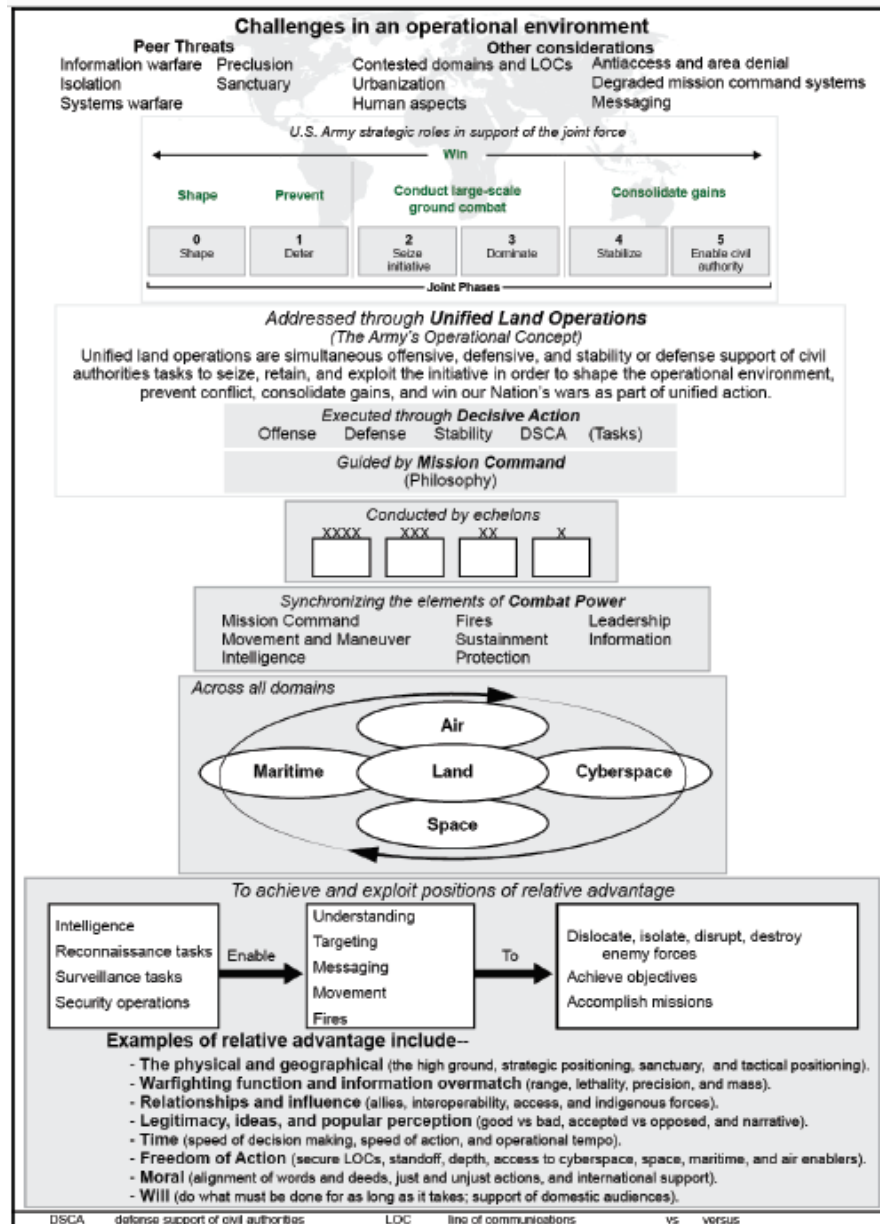 Challenges in an operational environment
Peer Threats
Information warfare Preclusion
Isolation Sanctuary
Systems warfare
Other considerations
Contested domains and LOCs Antiaccess and area denial
Urbanization Degraded mission command systems
Human aspects Messaging
U.S. Army strategic roles in support of the joint force
Win
Shape Prevent Conduct large-scale ground combat Consolidate gains
0 Shape
1 Deter
2 Seize initiative
3 Dominate
4 Stabilize
5 Enable civil authority
Joint Phases
Addressed through Unified Land Operations
(The Army's Operational Concept)
Unified land operations are simultaneous offensive, defensive, and stability or defense support of civil
authorities tasks to seize, retain, and exploit the initiative in order to shape the operational environment,
prevent conflict, consolidate gains, and win our Nation's wars as part of unified action.
Executed through Decisive Action
Offense Defense Stability DSCA (Tasks)
Guided by Mission Command
(Philosophy)
Conducted by echelons
XXXX XXX XX X
Synchronizing the elements of Combat Power
Mission Command Fires Leadership
Movement and Maneuver Sustainment Information
Intelligence Protection
Across all domains
Air
Maritime Land Cyberspace
Space
To achieve and exploit positions of relative advantage
Intelligence
Reconnaissance tasks
Surveillance tasks
Security operations
Enable
Understanding
Targeting
Messaging
Movement
Fires
To
Dislocate, isolate, disrupt, destroy
enemy forces
Achieve objectives
Accomplish missions
Examples of relative advantage include--
- The physical and geographical (the high ground, strategic positioning, sanctuary, and tactical positioning).
- Warfighting function and information overmatch (range, lethality, precision, and mass).
- Relationships and influence (allies, interoperability, access, and indigenous forces).
- Legitimacy, ideas, and popular perception (good vs bad, accepted vs opposed, and narrative).
- Time (speed of decision making, speed of action, and operational tempo).
- Freedom of Action (secure LOCs, standoff, depth, access to cyberspace, space, maritime, and air enablers).
- Moral (alignment of words and deeds, just and unjust actions, and international support).
- Will (do what must be done for as long as it takes; support of domestic audiences).
DSCA defense support of civil authorities LOC line of communications vs versus